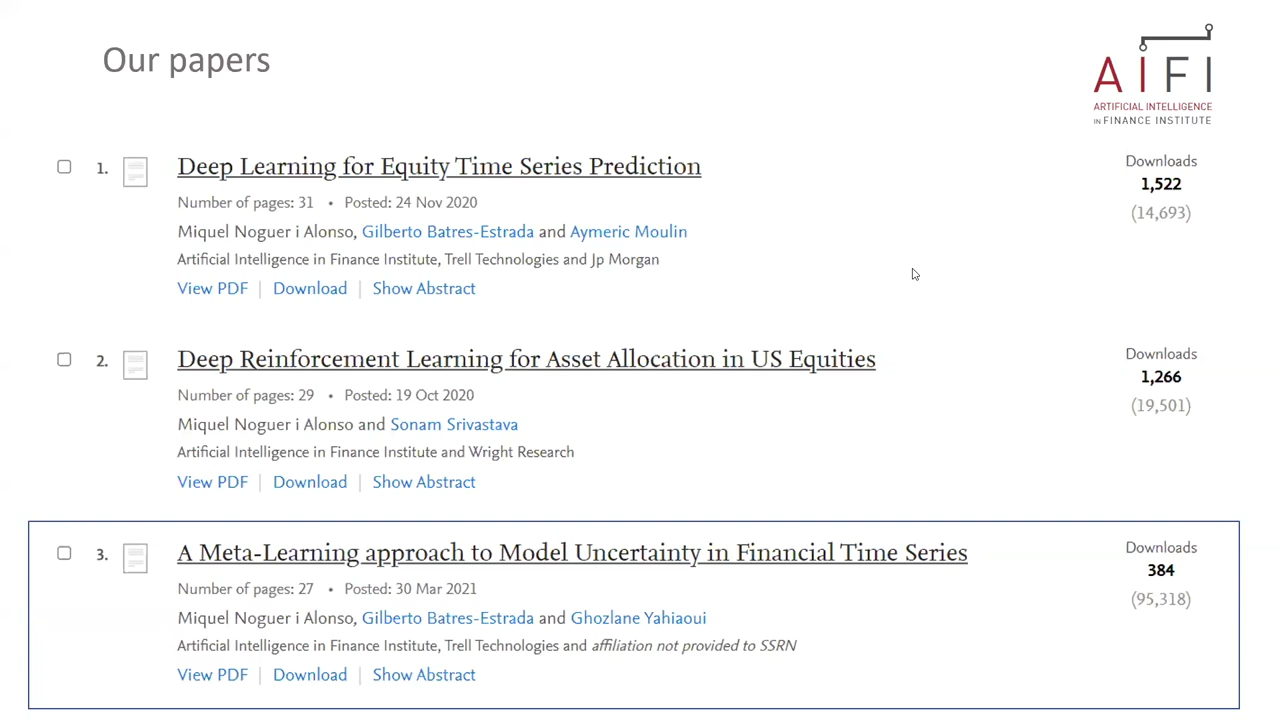 Our papers
AIFI
ARTIFICIAL INTELLIGENCE
IN FINANCE INSTITUTE
1. Deep Learning for Equity Time Series Prediction
Number of pages: 31 • Posted: 24 Nov 2020
Miquel Noguer i Alonso, Gilberto Batres-Estrada and Aymeric Moulin
Artificial Intelligence in Finance Institute, Trell Technologies and Jp Morgan
View PDF | Download | Show Abstract
Downloads
1,522
(14,693)
2. Deep Reinforcement Learning for Asset Allocation in US Equities
Number of pages: 29 • Posted: 19 Oct 2020
Miquel Noguer i Alonso and Sonam Srivastava
Artificial Intelligence in Finance Institute and Wright Research
View PDF | Download | Show Abstract
Downloads
1,266
(19,501)
3. A Meta-Learning approach to Model Uncertainty in Financial Time Series
Number of pages: 27 • Posted: 30 Mar 2021
Miquel Noguer i Alonso, Gilberto Batres-Estrada and Ghozlane Yahiaoui
Artificial Intelligence in Finance Institute, Trell Technologies and affiliation not provided to SSRN
View PDF | Download | Show Abstract
Downloads
384
(95,318)